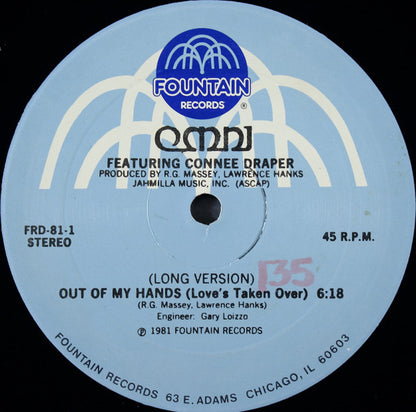 FOUNTAIN
RECORDS ®
OMNI
FEATURING CONNEE DRAPER
PRODUCED BY R.G. MASSEY, LAWRENCE HANKS
JAHMILLA MUSIC, INC. (ASCAP)
FRD-81-1
STEREO
45 R.P.M.
(LONG VERSION)
135
OUT OF MY HANDS (Love's Taken Over) 6:18
(R.G. Massey, Lawrence Hanks)
Engineer: Gary Loizzo
℗ 1981 FOUNTAIN RECORDS
FOUNTAIN RECORDS 63 E. ADAMS CHICAGO, IL 60603